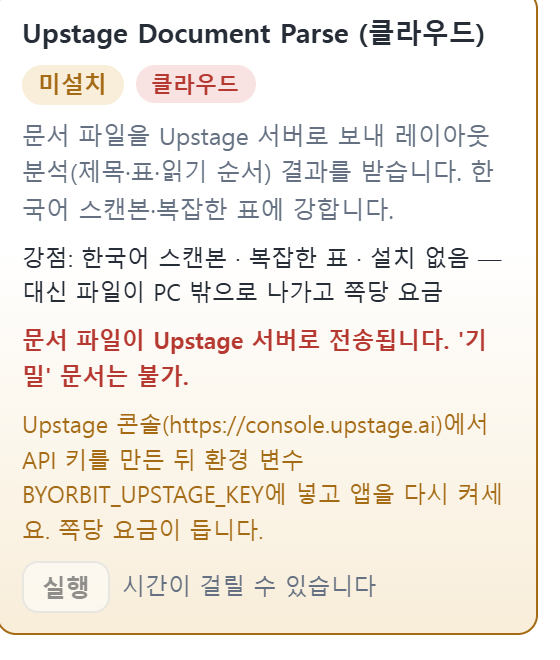 Upstage Document Parse (클라우드)
미설치 클라우드
문서 파일을 Upstage 서버로 보내 레이아웃
분석(제목·표·읽기 순서) 결과를 받습니다. 한
국어 스캔본·복잡한 표에 강합니다.
강점: 한국어 스캔본 · 복잡한 표 · 설치 없음 —
대신 파일이 PC 밖으로 나가고 쪽당 요금
문서 파일이 Upstage 서버로 전송됩니다. '기
밀' 문서는 불가.
Upstage 콘솔(https://console.upstage.ai)에서
API 키를 만든 뒤 환경 변수
BYORBIT_UPSTAGE_KEY에 넣고 앱을 다시 켜세
요. 쪽당 요금이 듭니다.
실행 시간이 걸릴 수 있습니다